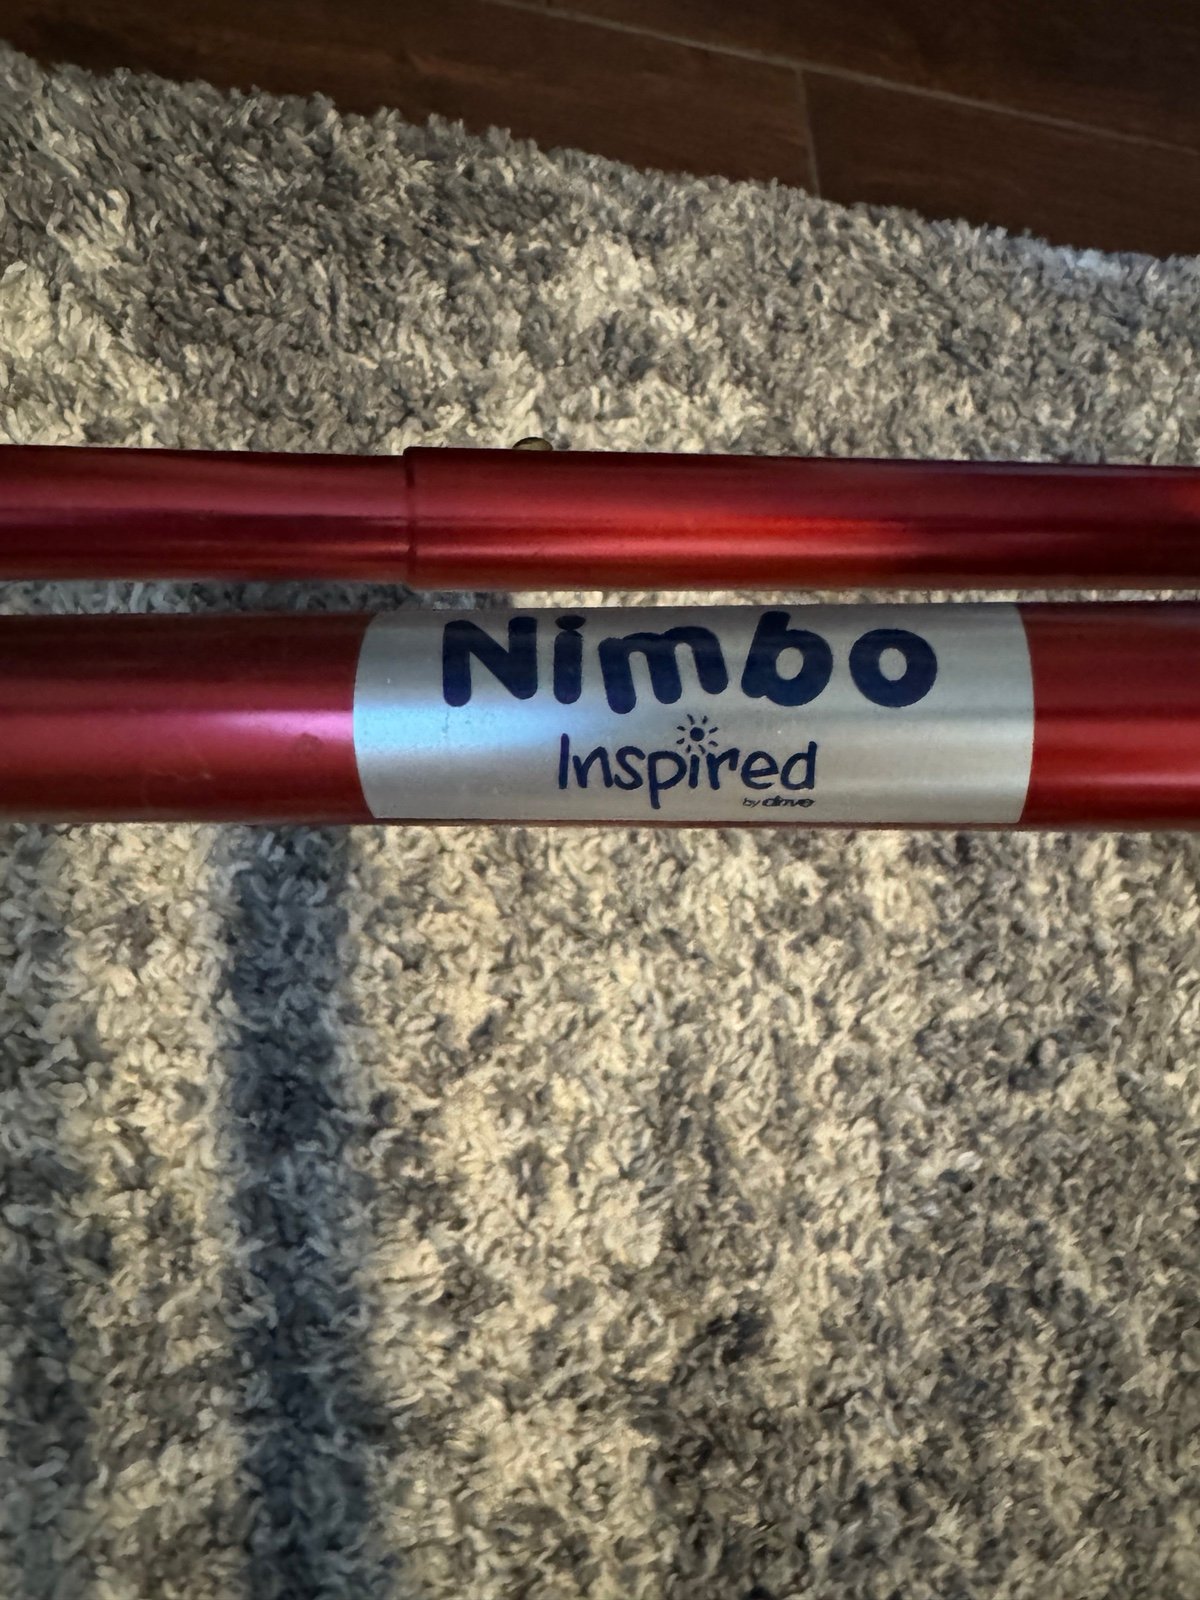 Nimbo
Inspired
by drive